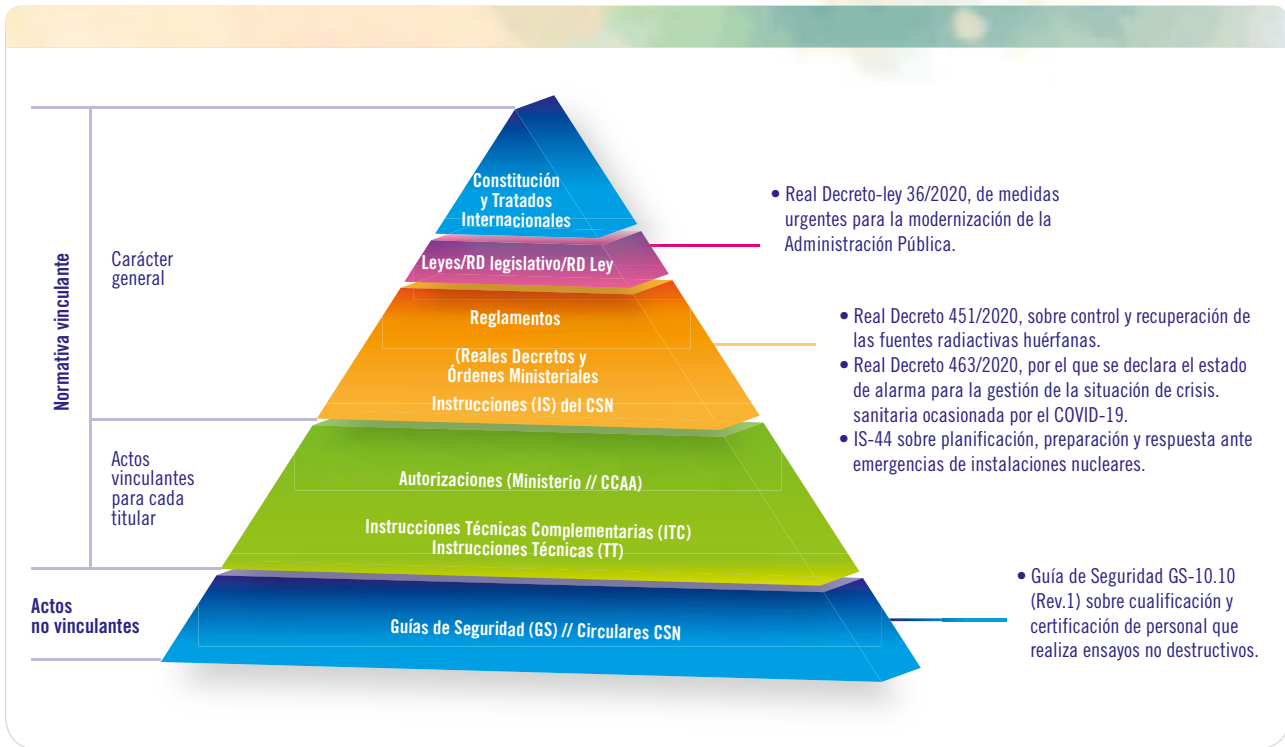 Normativa vinculante
Carácter
general
Actos
vinculantes
para cada
titular
Actos
no vinculantes
Constitución
y Tratados
Internacionales
Leyes/RD legislativo/RD Ley
Reglamentos
(Reales Decretos y
Órdenes Ministeriales
Instrucciones (IS) del CSN
Autorizaciones (Ministerio // CCAA)
Instrucciones Técnicas Complementarias (ITC)
Instrucciones Técnicas (TT)
Guías de Seguridad (GS) // Circulares CSN
• Real Decreto-ley 36/2020, de medidas
urgentes para la modernización de la
Administración Pública.
• Real Decreto 451/2020, sobre control y recuperación de
las fuentes radiactivas huérfanas.
• Real Decreto 463/2020, por el que se declara el estado
de alarma para la gestión de la situación de crisis.
sanitaria ocasionada por el COVID-19.
• IS-44 sobre planificación, preparación y respuesta ante
emergencias de instalaciones nucleares.
• Guía de Seguridad GS-10.10
(Rev.1) sobre cualificación y
certificación de personal que
realiza ensayos no destructivos.